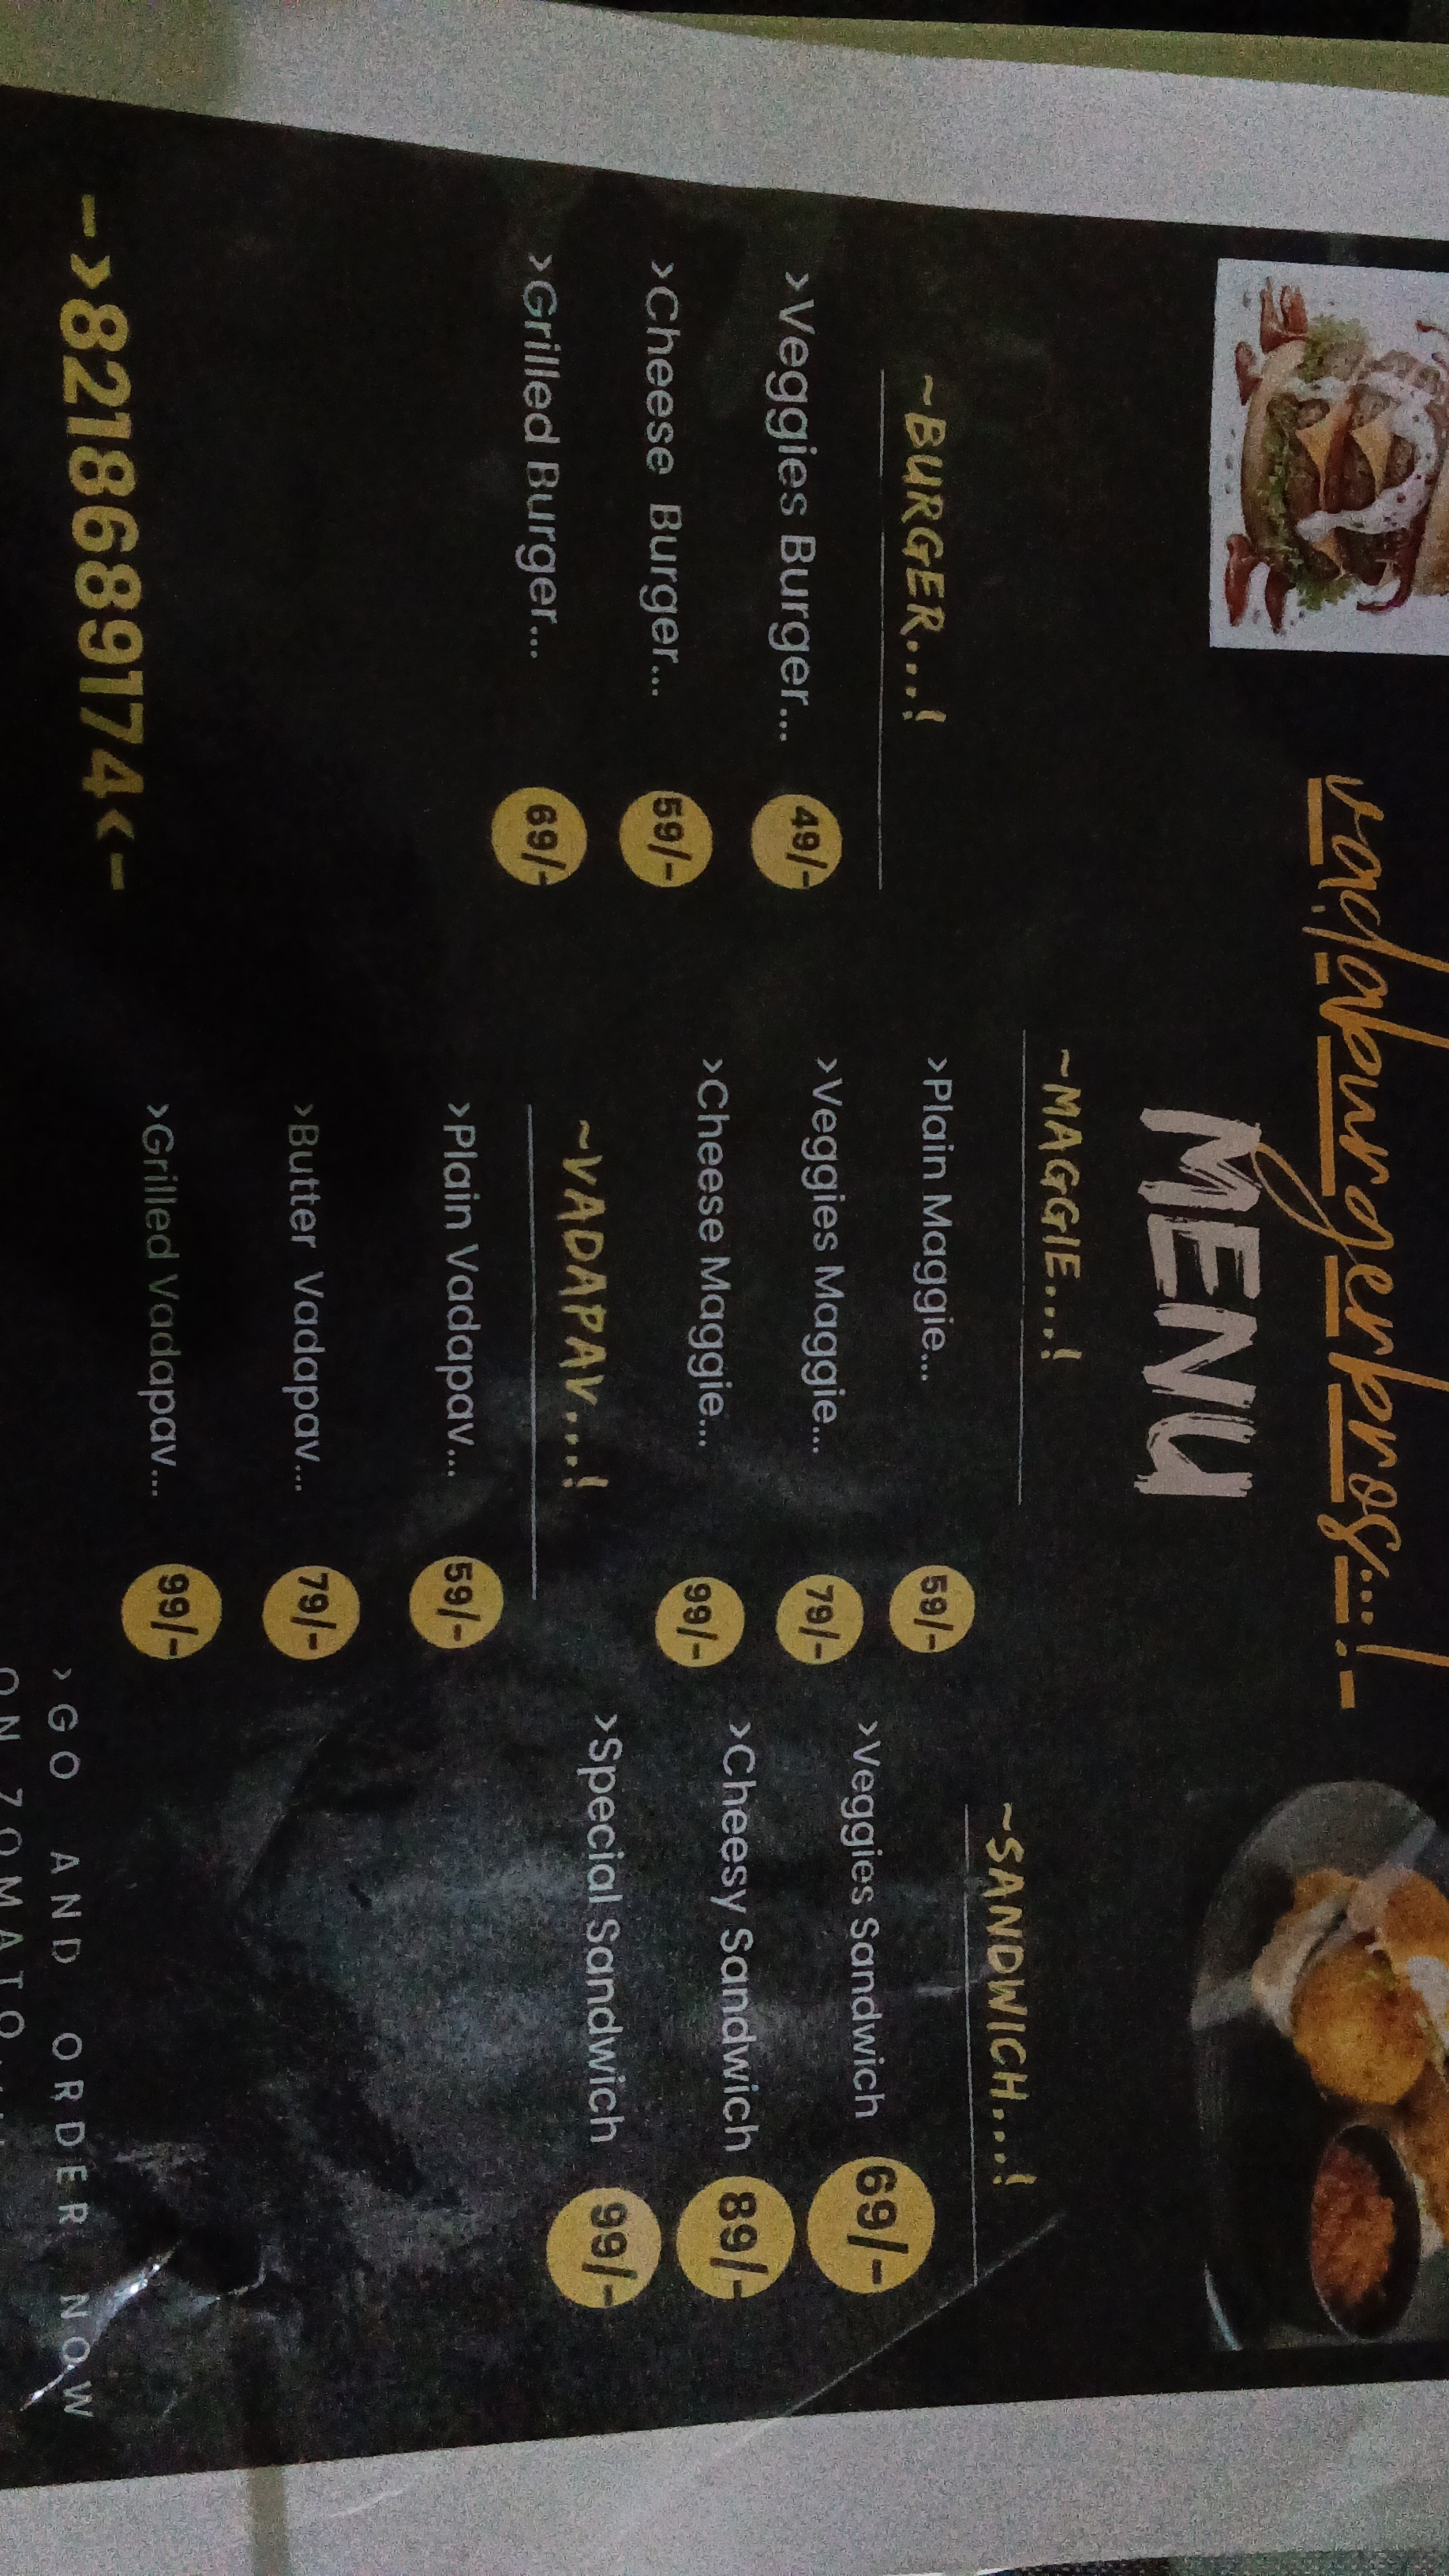 vadaburgerbros...!
MENU
~BURGER...!
>Veggies Burger... 49/-
>Cheese Burger... 59/-
>Grilled Burger... 69/-
~MAGGIE...!
>Plain Maggie... 59/-
>Veggies Maggie... 79/-
>Cheese Maggie... 99/-
~VADAPAV...!
>Plain Vadapav... 59/-
>Butter Vadapav... 79/-
>Grilled Vadapav... 99/-
~SANDWICH...!
>Veggies Sandwich 69/-
>Cheesy Sandwich 89/-
>Special Sandwich 99/-
->8218689174<-
>GO AND ORDER NOW
ON ZOMATO